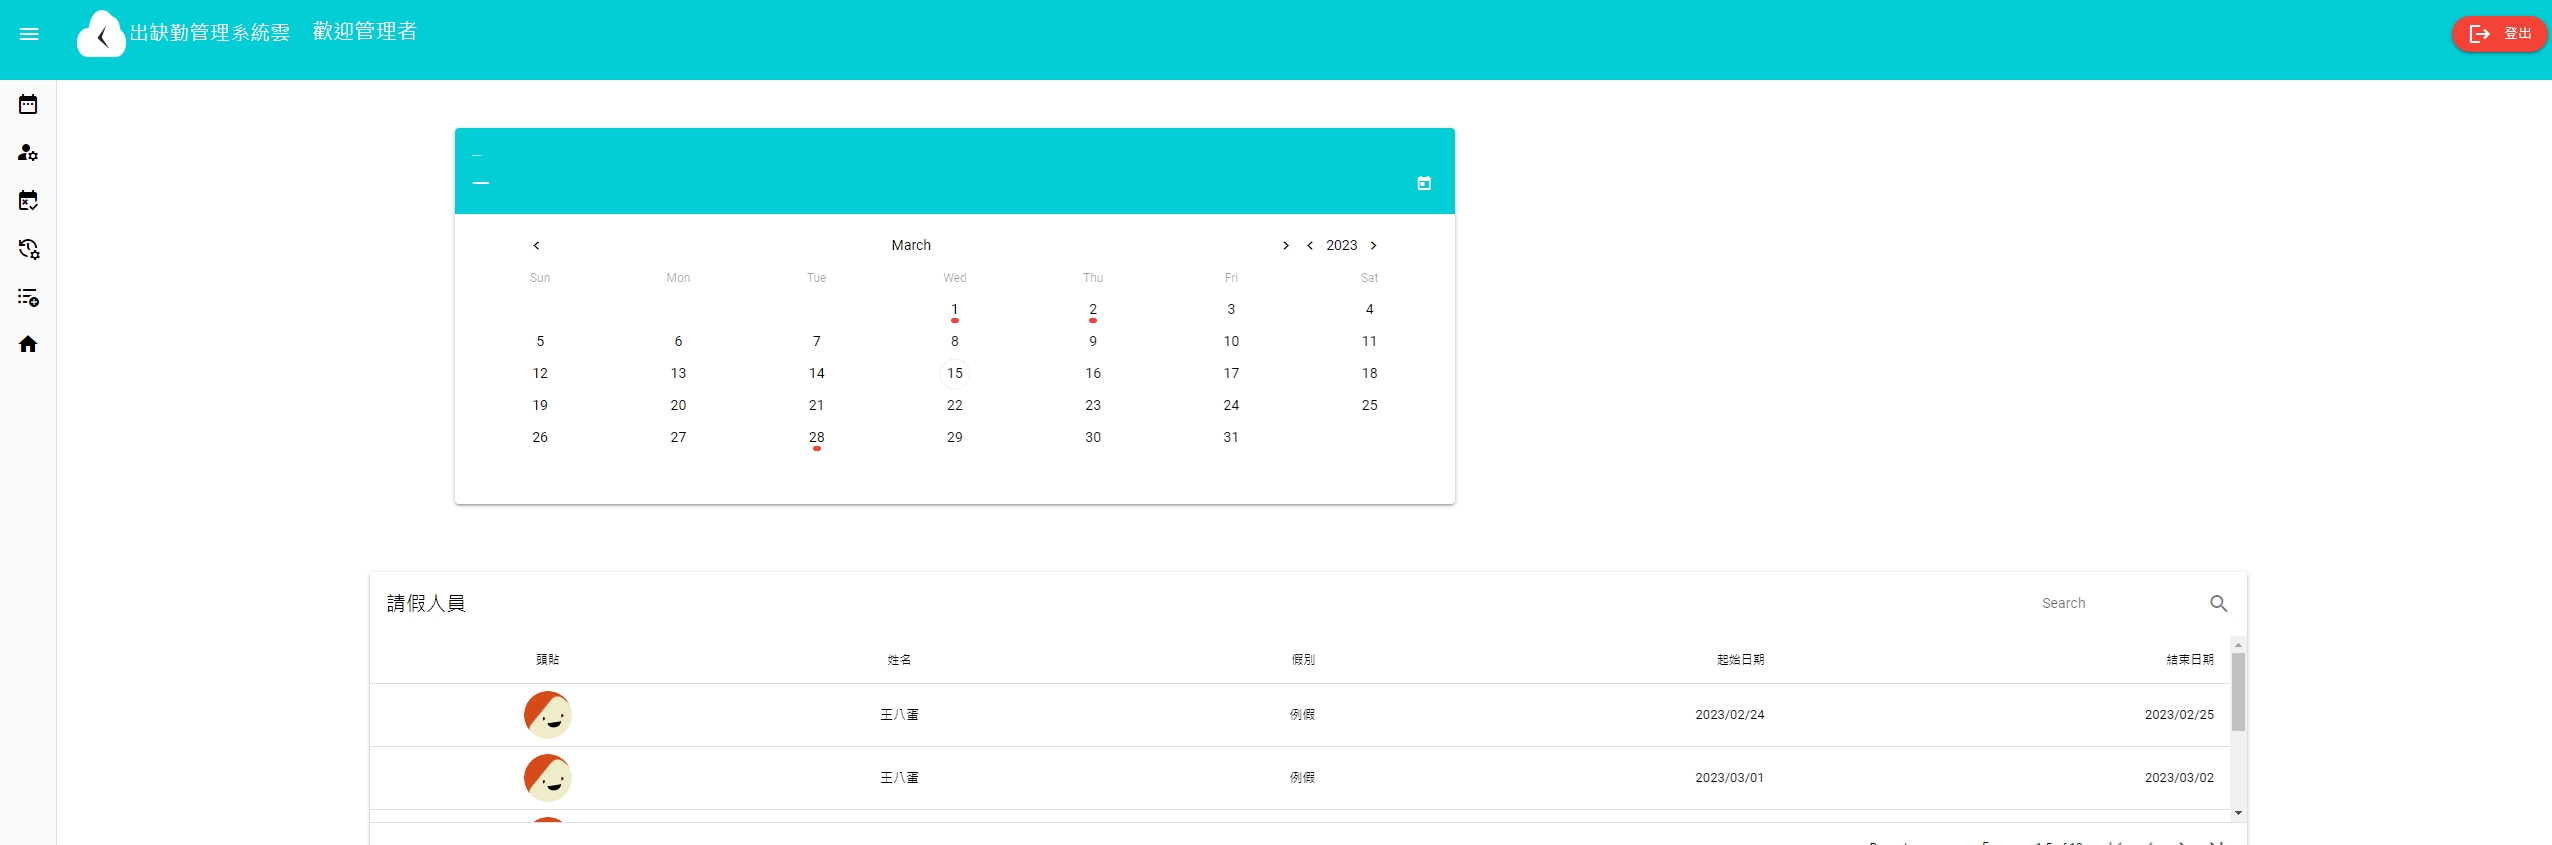 出缺勤管理系統雲 歡迎管理者
登出
March 2023
Sun Mon Tue Wed Thu Fri Sat
1 2 3 4
5 6 7 8 9 10 11
12 13 14 15 16 17 18
19 20 21 22 23 24 25
26 27 28 29 30 31
請假人員
Search
頭貼 姓名 假別 起始日期 結束日期
王八蛋 例假 2023/02/24 2023/02/25
王八蛋 例假 2023/03/01 2023/03/02